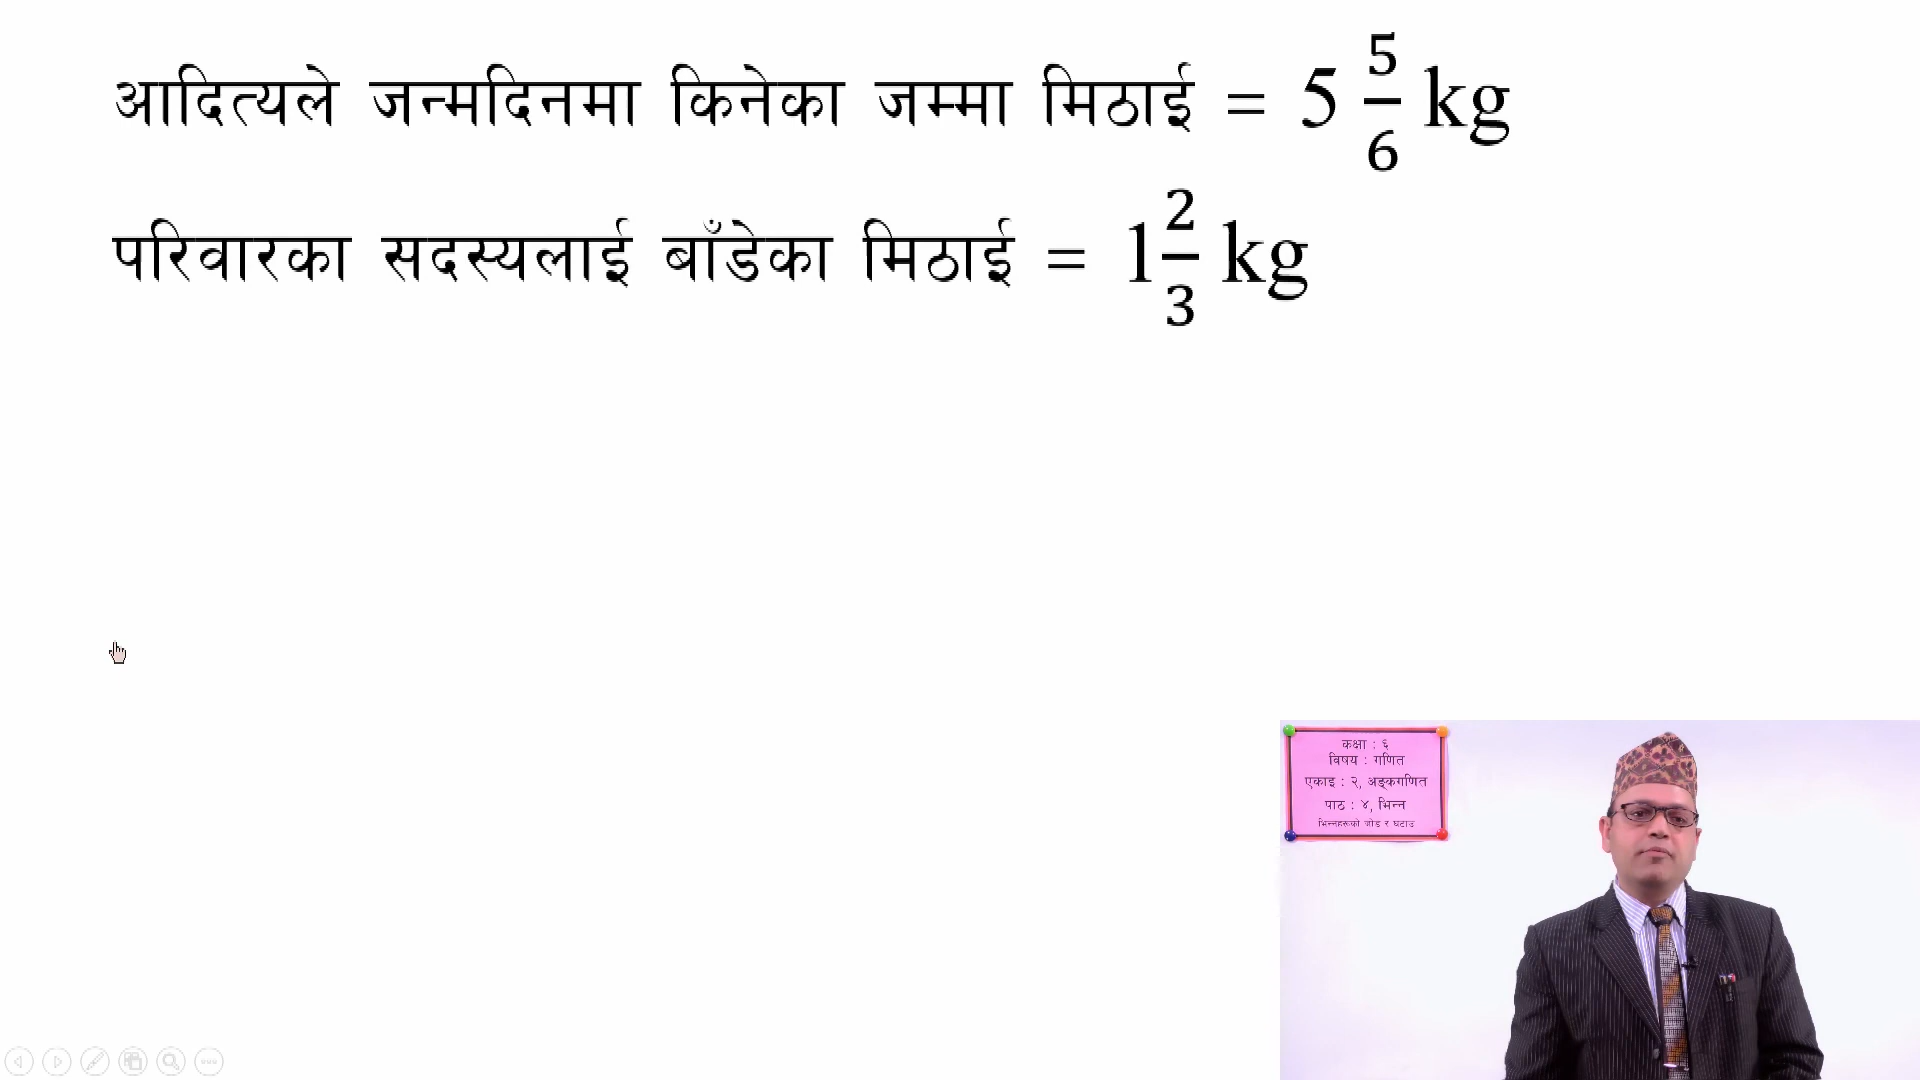 आदित्यले जन्मदिनमा किनेका जम्मा मिठाई = 5 5/6 kg
परिवारका सदस्यलाई बाँडेका मिठाई = 1 2/3 kg
कक्षा : ६
विषय : गणित
एकाइ : २, अङ्कगणित
पाठ : ४, भिन्न
भिन्नहरूको जोड र घटाउ